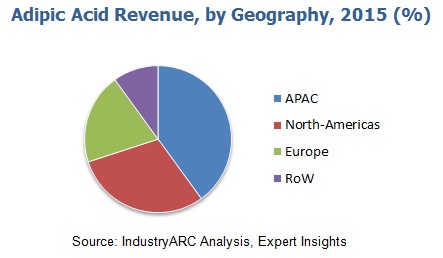 Adipic Acid Revenue, by Geography, 2015 (%)
APAC
North-Americas
Europe
RoW
Source: IndustryARC Analysis, Expert Insights